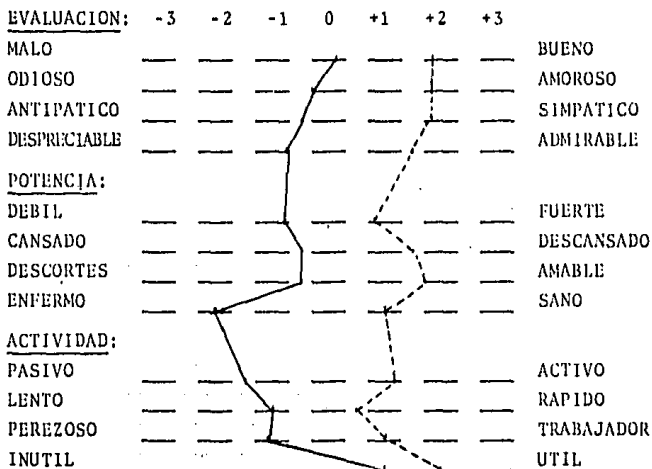 EVALUACION: -3 -2 -1 0 +1 +2 +3
MALO BUENO
ODIOSO AMOROSO
ANTIPATICO SIMPATICO
DESPRECIABLE ADMIRABLE
POTENCIA:
DEBIL FUERTE
CANSADO DESCANSADO
DESCORTES AMABLE
ENFERMO SANO
ACTIVIDAD:
PASIVO ACTIVO
LENTO RAPIDO
PEREZOSO TRABAJADOR
INUTIL UTIL